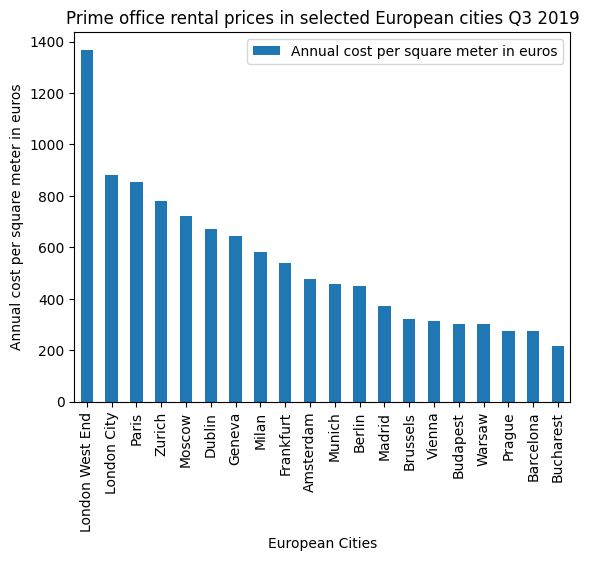 Prime office rental prices in selected European cities Q3 2019
Annual cost per square meter in euros
Annual cost per square meter in euros
1400
1200
1000
800
600
400
200
0
London West End
London City
Paris
Zurich
Moscow
Dublin
Geneva
Milan
Frankfurt
Amsterdam
Munich
Berlin
Madrid
Brussels
Vienna
Budapest
Warsaw
Prague
Barcelona
Bucharest
European Cities